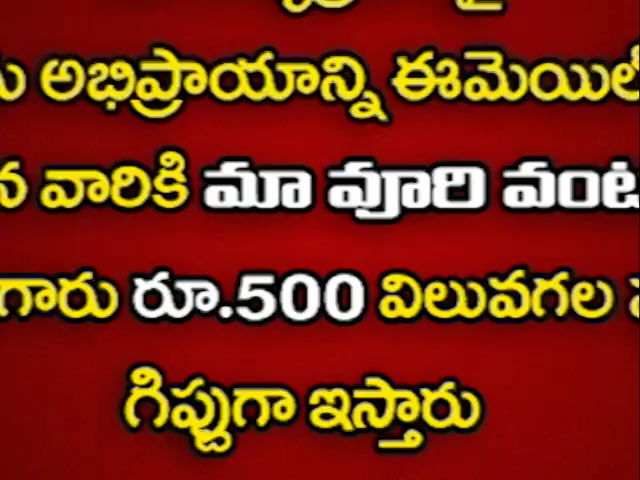 అభిప్రాయాన్ని ఈమెయిల్
వారికి మా వూరి వంట
గారు రూ.500 విలువగల
గిఫ్టుగా ఇస్తారు